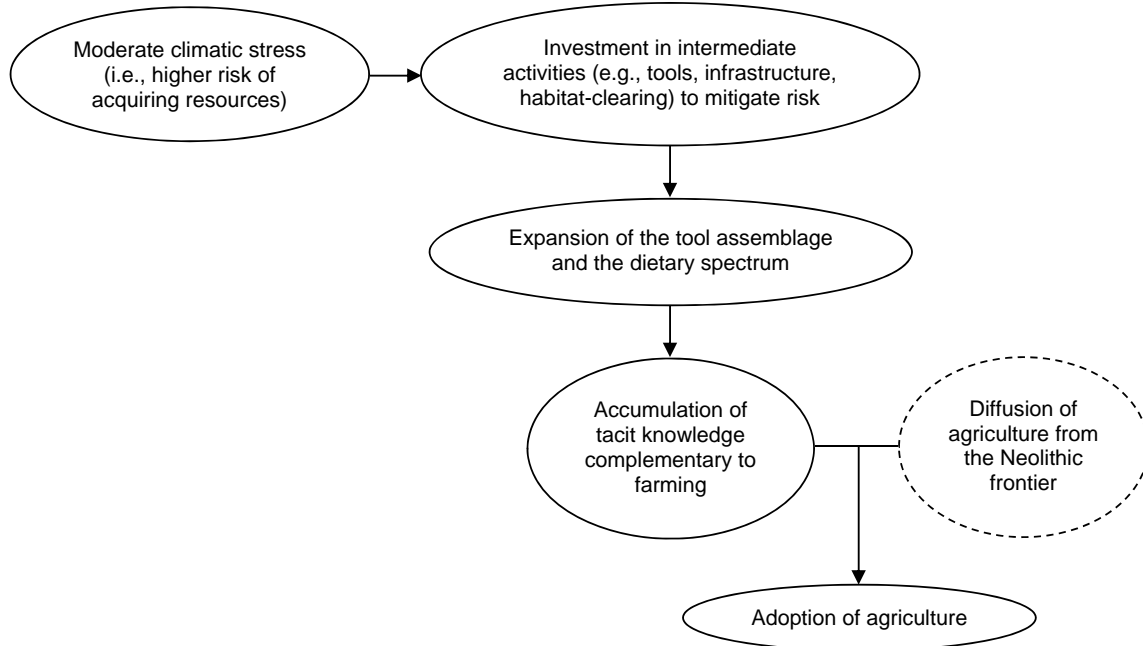 Moderate climatic stress
(i.e., higher risk of
acquiring resources)
Investment in intermediate
activities (e.g., tools, infrastructure,
habitat-clearing) to mitigate risk
Expansion of the tool assemblage
and the dietary spectrum
Accumulation of
tacit knowledge
complementary to
farming
Diffusion of
agriculture from
the Neolithic
frontier
Adoption of agriculture